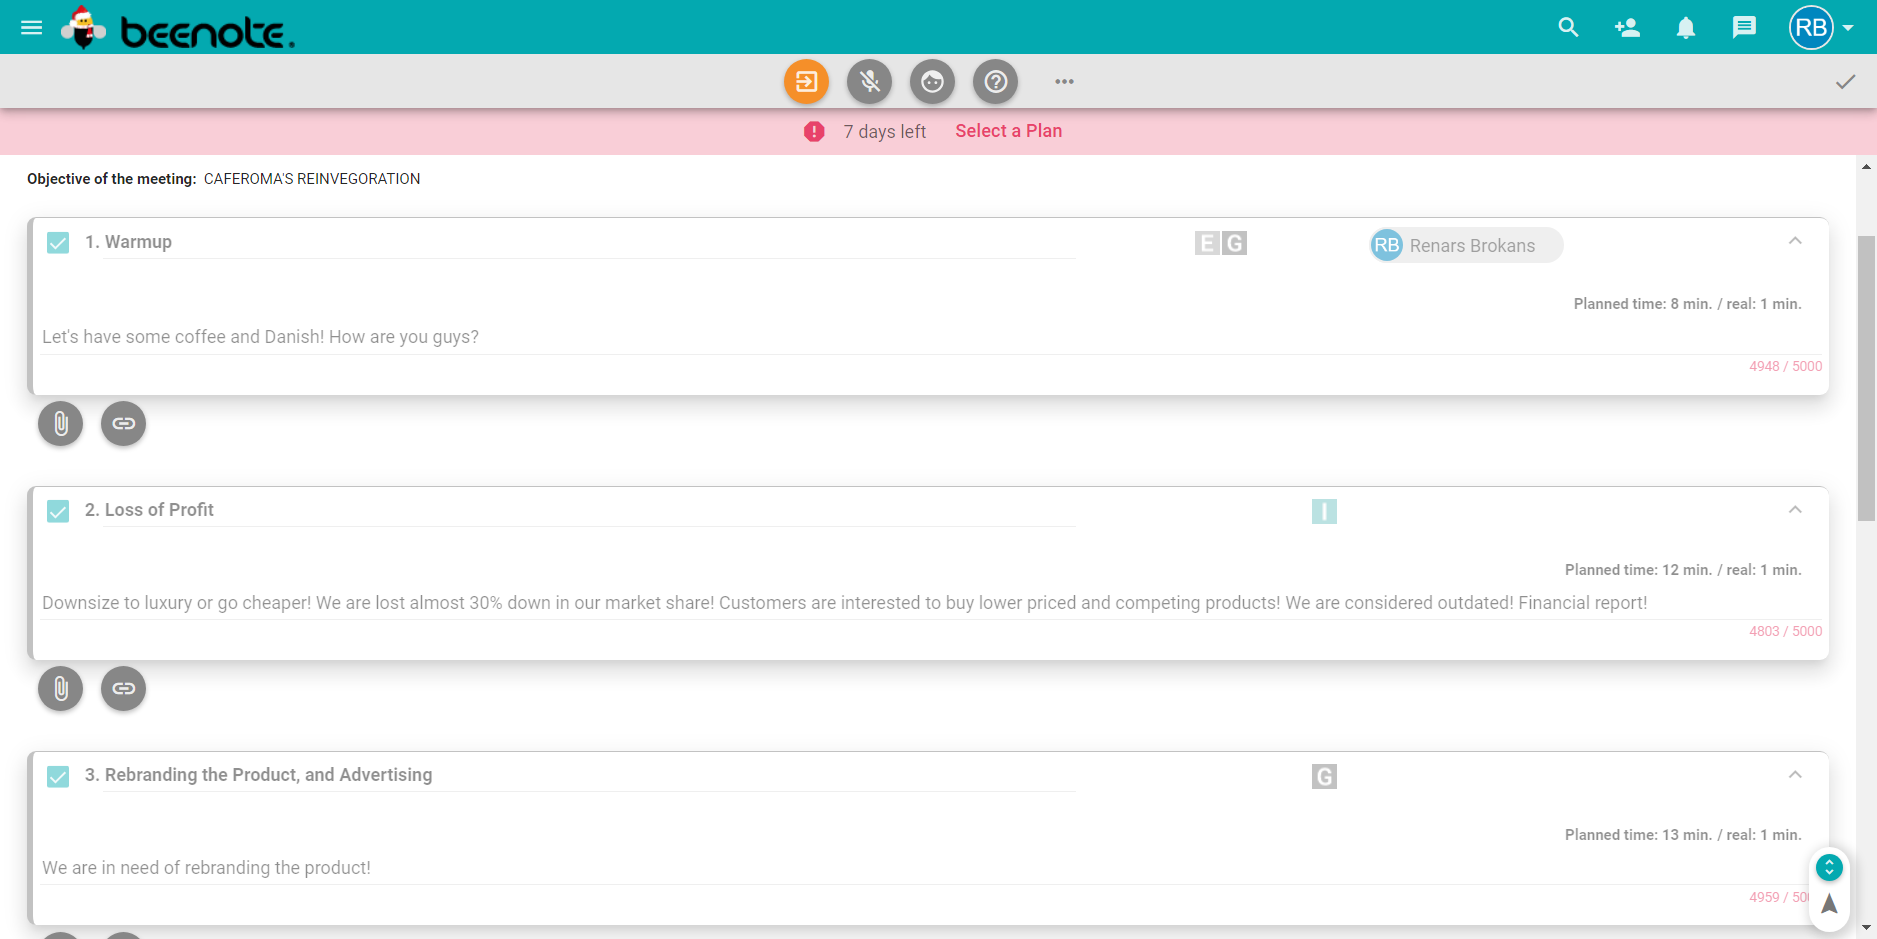 beenote.
RB
7 days left Select a Plan
Objective of the meeting: CAFEROMA'S REINVEGORATION
1. Warmup E G RB Renars Brokans
Planned time: 8 min. / real: 1 min.
Let's have some coffee and Danish! How are you guys?
4948 / 5000
2. Loss of Profit I
Planned time: 12 min. / real: 1 min.
Downsize to luxury or go cheaper! We are lost almost 30% down in our market share! Customers are interested to buy lower priced and competing products! We are considered outdated! Financial report!
4803 / 5000
3. Rebranding the Product, and Advertising G
Planned time: 13 min. / real: 1 min.
We are in need of rebranding the product!
4959 /